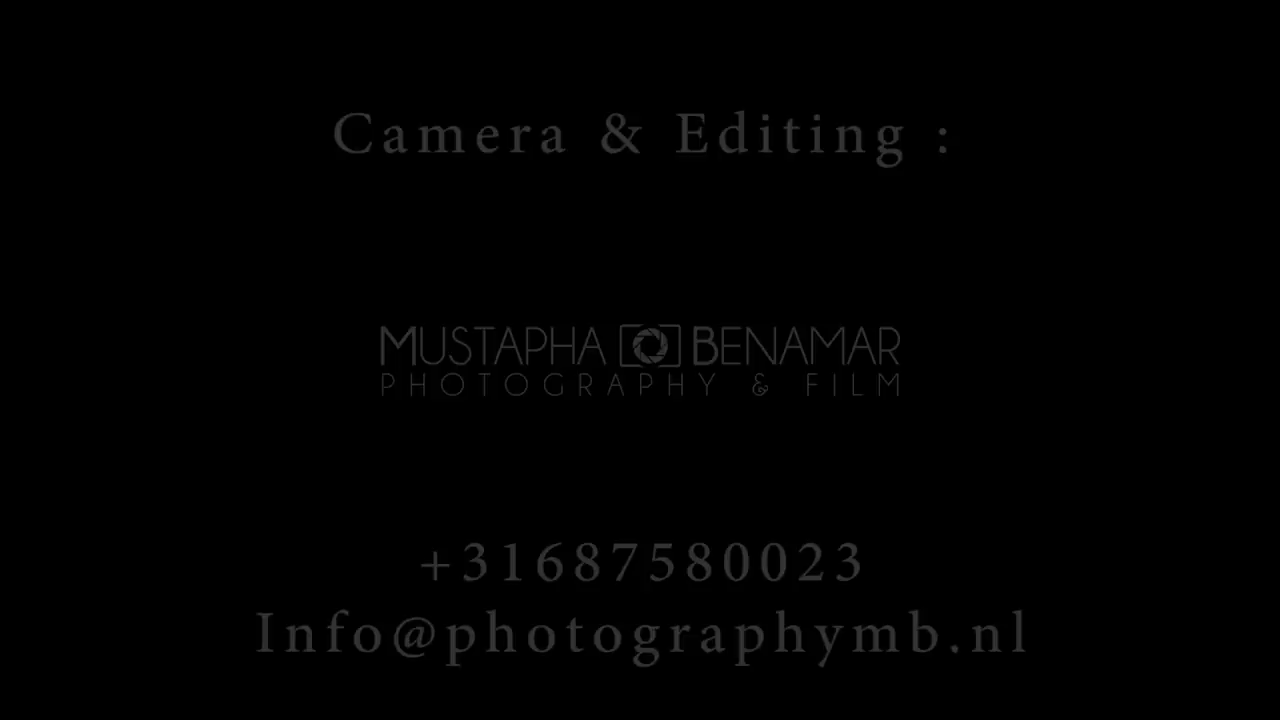 Camera & Editing :
MUSTAPHA BENAMAR
PHOTOGRAPHY & FILM
+31687580023
Info@photographymb.nl